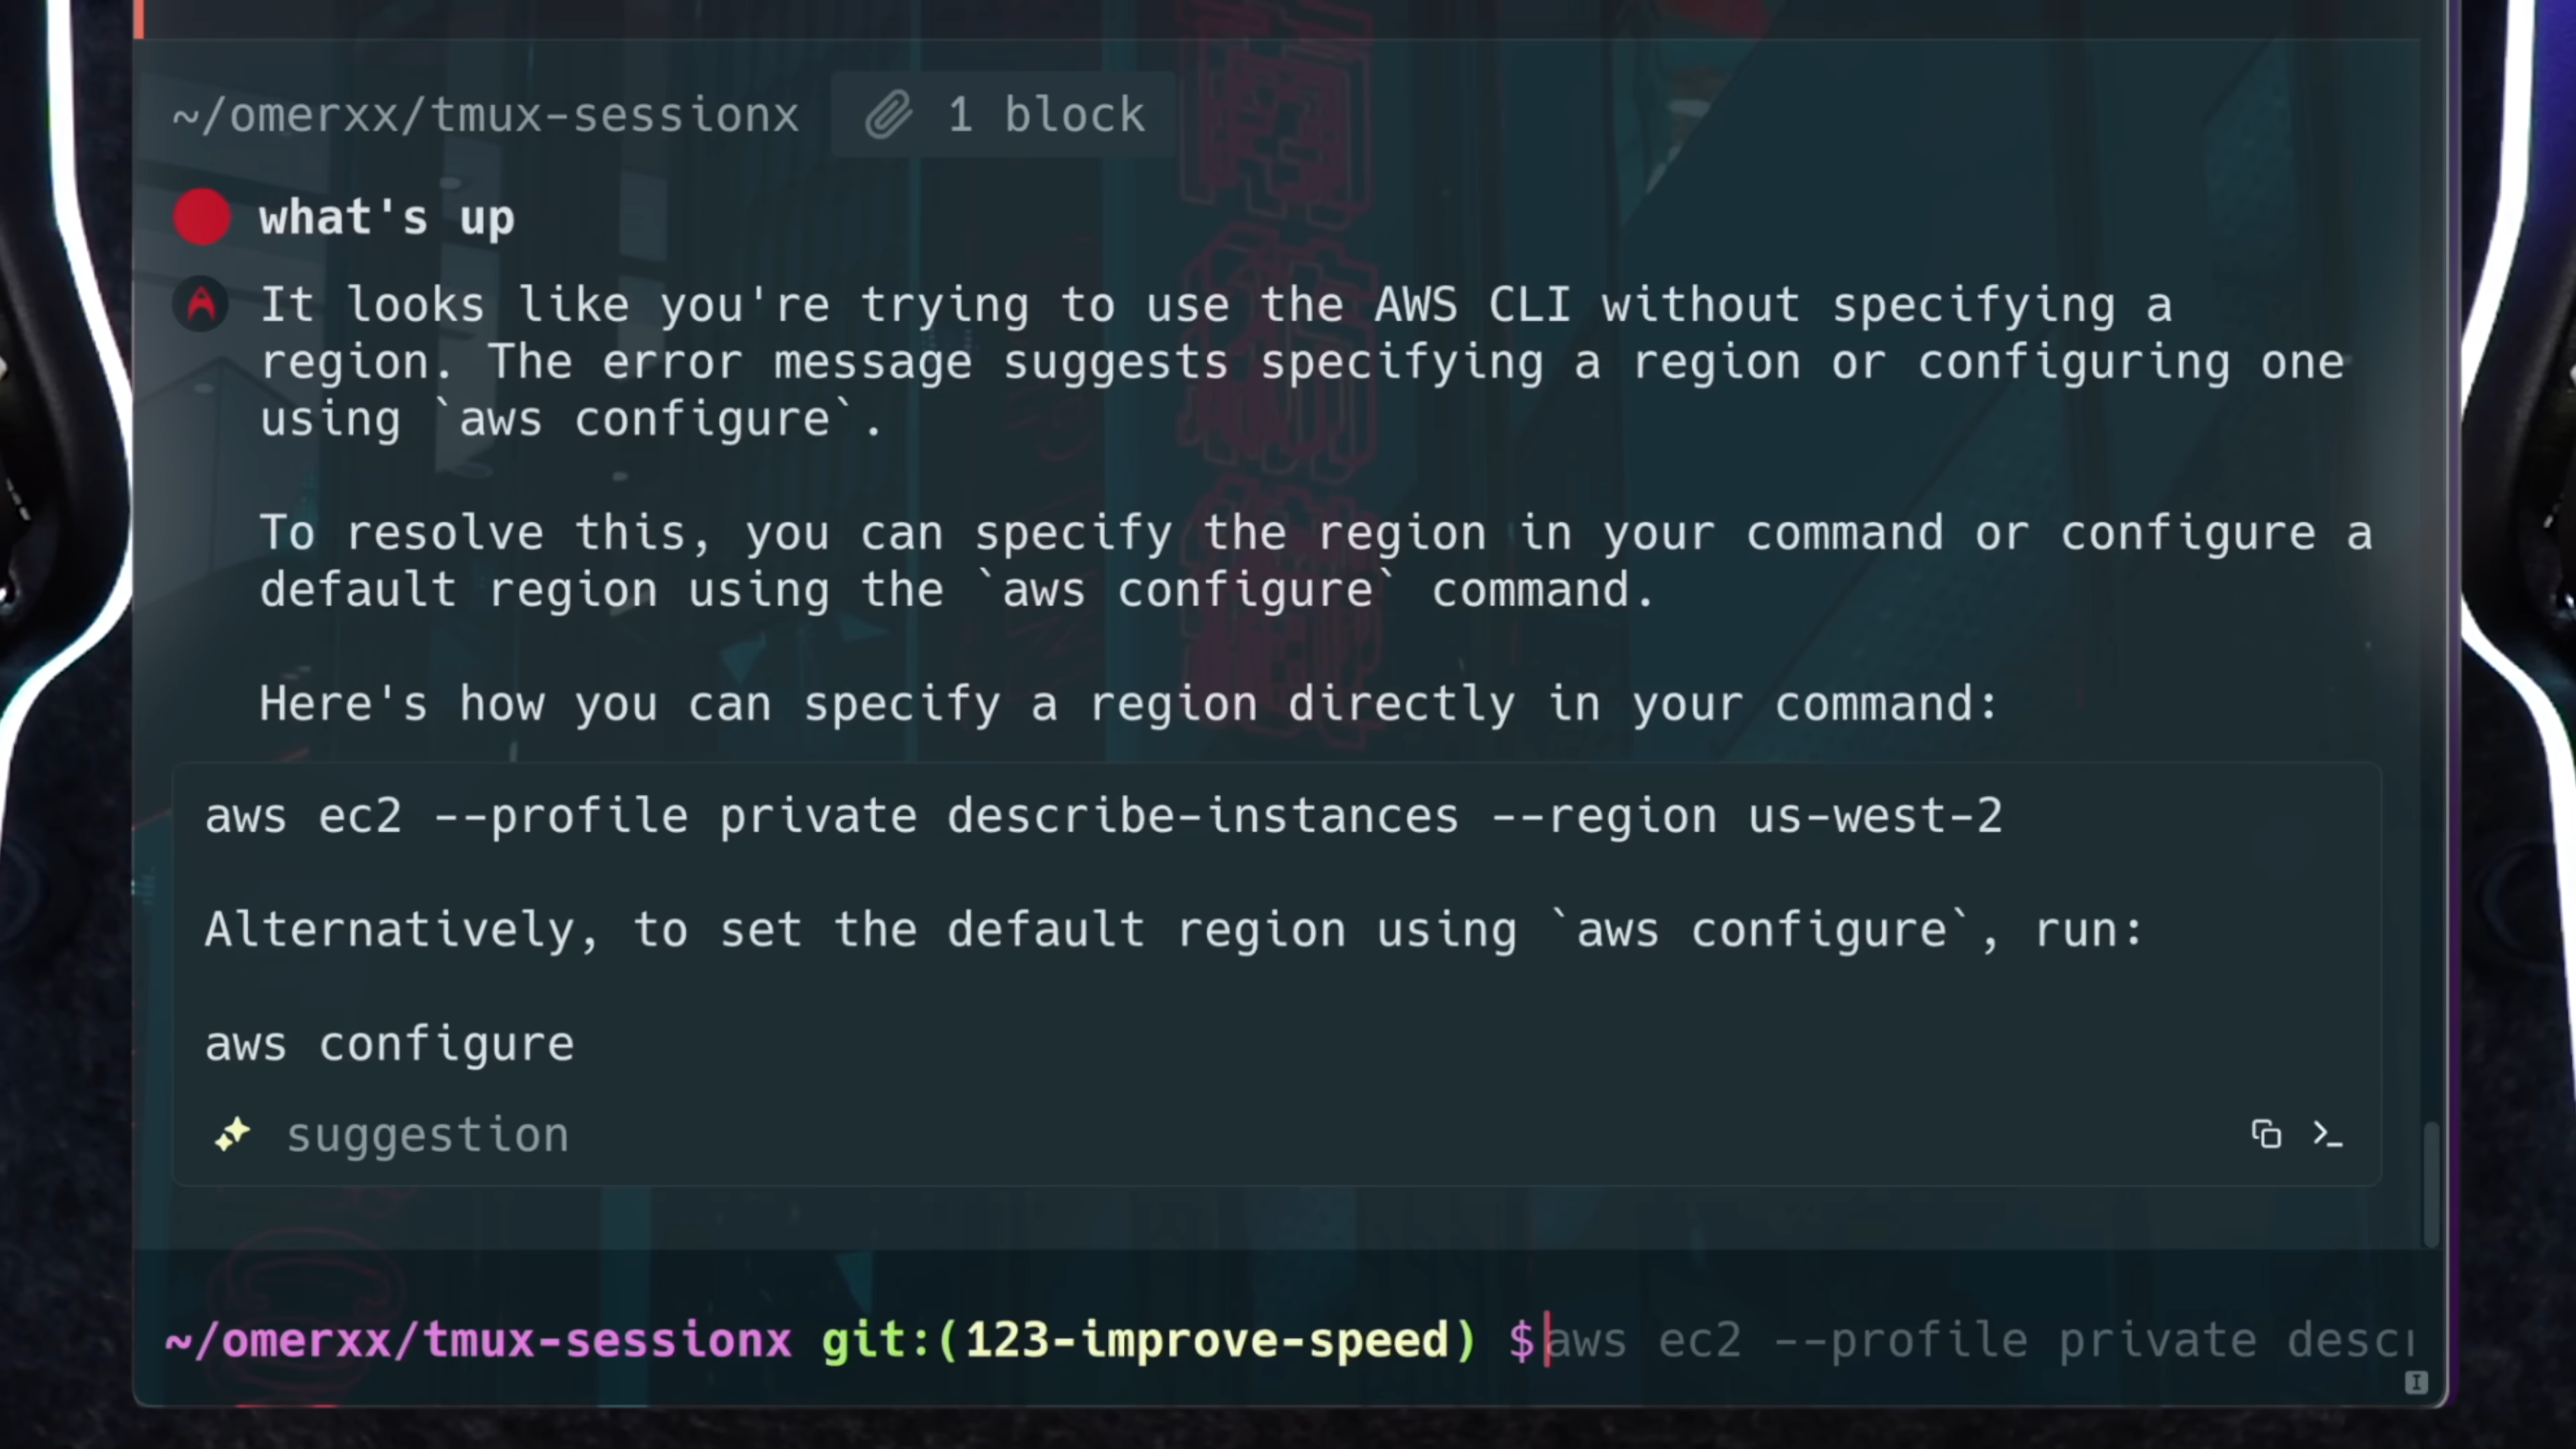 ~/omerxx/tmux-sessionx 1 block
what's up
It looks like you're trying to use the AWS CLI without specifying a
region. The error message suggests specifying a region or configuring one
using `aws configure`.
To resolve this, you can specify the region in your command or configure a
default region using the `aws configure` command.
Here's how you can specify a region directly in your command:
aws ec2 --profile private describe-instances --region us-west-2
Alternatively, to set the default region using `aws configure`, run:
aws configure
suggestion
~/omerxx/tmux-sessionx git:(123-improve-speed) $aws ec2 --profile private desc
I